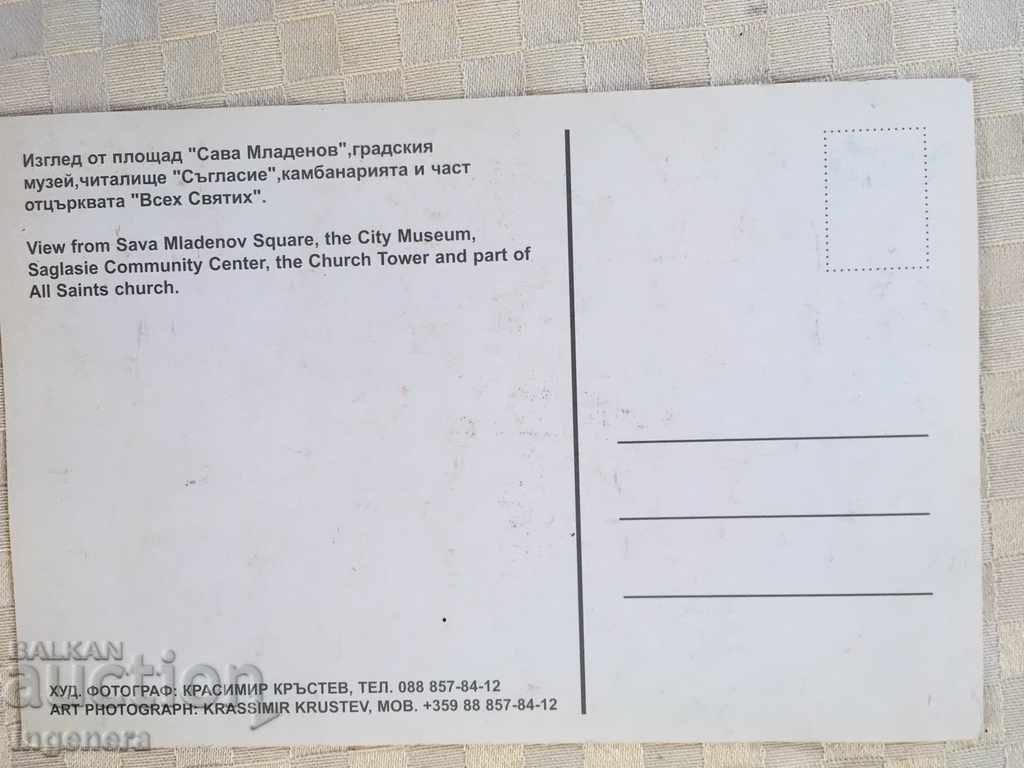 Изглед от площад "Сава Младенов",градския
музей,читалище "Съгласие",камбанарията и част
отцърквата "Всех Святих".
View from Sava Mladenov Square, the City Museum,
Saglasie Community Center, the Church Tower and part of
All Saints church.
ХУД. ФОТОГРАФ: КРАСИМИР КРЪСТЕВ, ТЕЛ. 088 857-84-12
ART PHOTOGRAPH: KRASSIMIR KRUSTEV, MOB. +359 88 857-84-12
BALKAN
auction
Ingenera